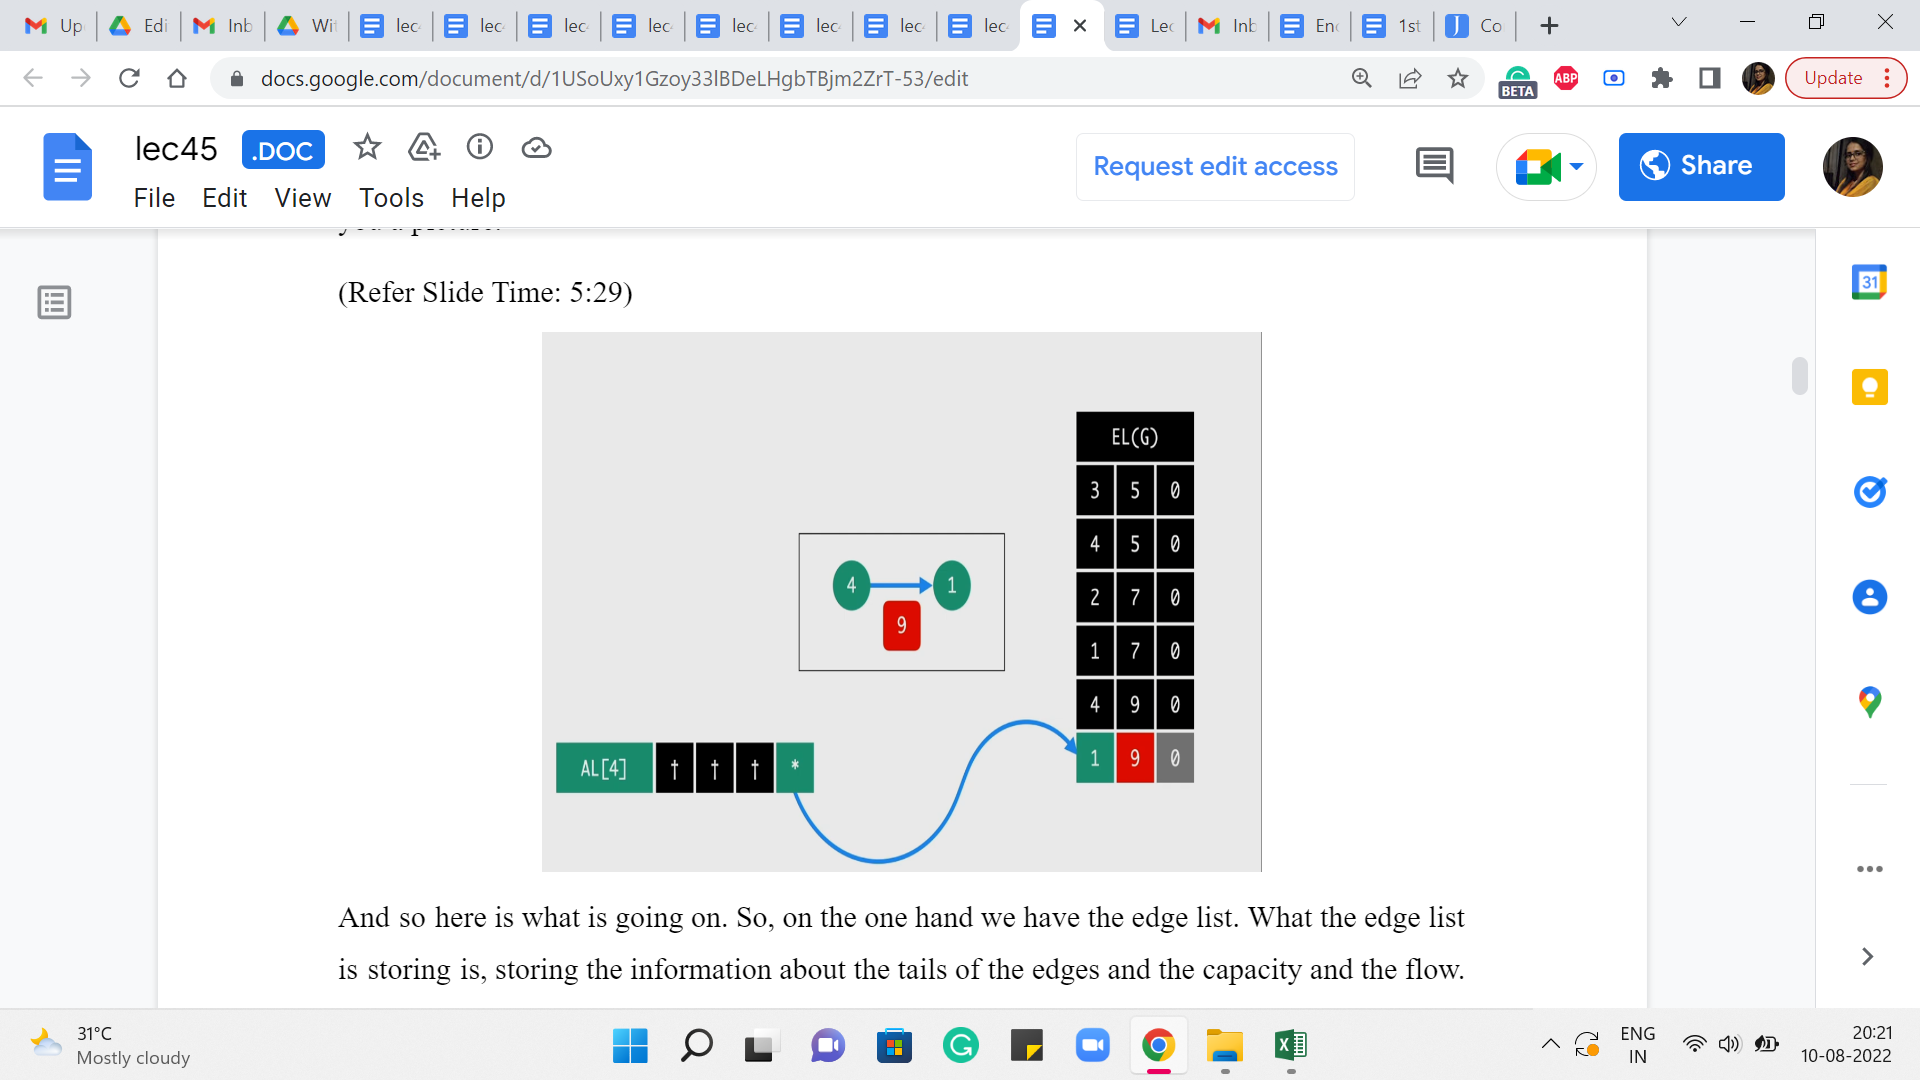 Up
Edi
Inb
Wi
lec
lec
lec
lec
lec
lec
lec
lec
Lec
Inb
Enc
1st
J
Co
docs.google.com/document/d/1USoUxy1Gzoy33lBDeLHgbTBjm2ZrT-53/edit
BETA
ABP
Update
lec45
.DOC
Request edit access
Share
File Edit View Tools Help
31
(Refer Slide Time: 5:29)
EL(G)
3 5 0
4 5 0
2 7 0
1 7 0
4 9 0
1 9 0
4 1
9
AL[4] † † † *
And so here is what is going on. So, on the one hand we have the edge list. What the edge list
is storing is, storing the information about the tails of the edges and the capacity and the flow.
31°C
Mostly cloudy
ENG
IN
20:21
10-08-2022